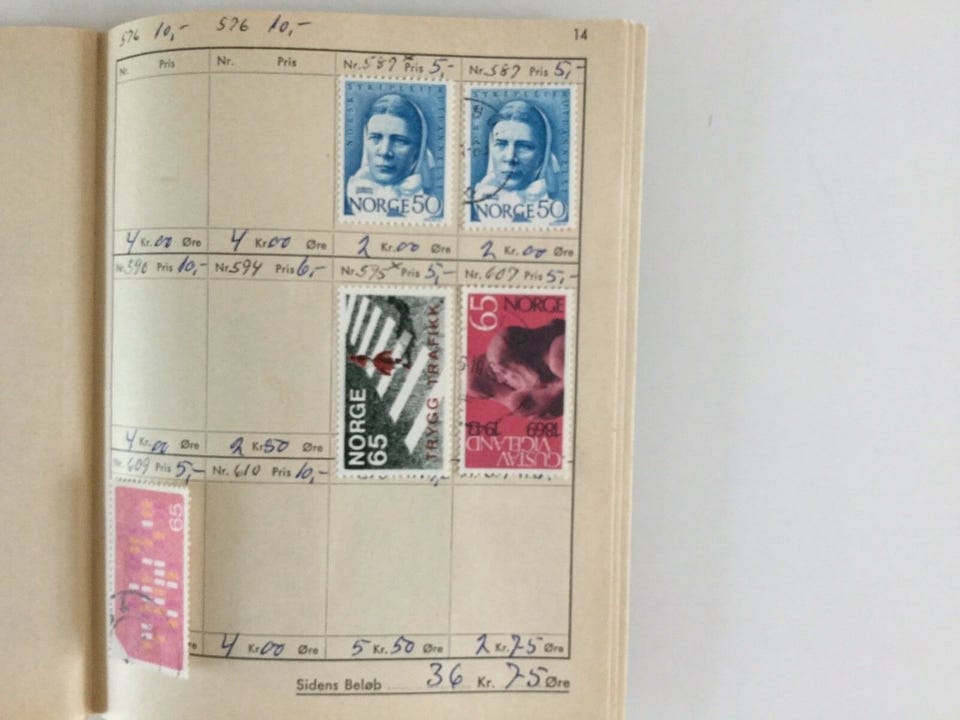 576 10,- 576 10,- 14
Nr. Pris Nr. Pris Nr. 587 x Pris 5,- Nr. 587 Pris 5,-
NORSK SYKEPLEIERUTDANNELSE
NORGE 50
NORGE 50
4 Kr. 00 Øre 4 Kr. 00 Øre 2 Kr. 00 Øre 2 Kr. 00 Øre
Nr. 590 Pris 10,- Nr. 594 Pris 6,- Nr. 595 x Pris 5,- Nr. 607 Pris 5,-
NORGE
65
TRYGG TRAFIKK
65 NORGE
GUSTAV
VIGELAND
1869 1943
4 Kr. 00 Øre 2 Kr. 50 Øre
Nr. 609 Pris 5,- Nr. 610 Pris 10,-
65
4 Kr. 00 Øre 5 Kr. 50 Øre 2 Kr. 75 Øre
Sidens Beløb 36 Kr. 75 Øre